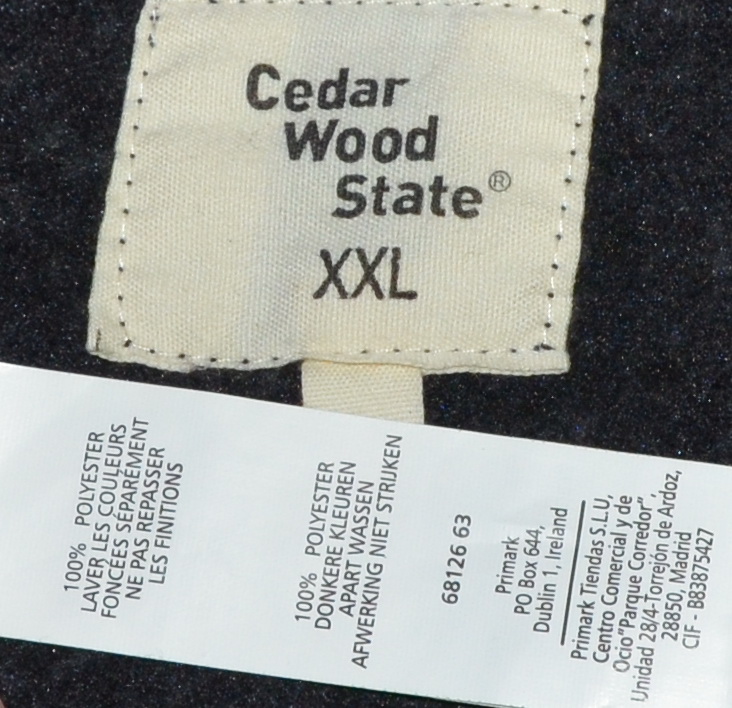 Cedar
Wood
State®
XXL
100% POLYESTER
LAVER LES COULEURS
FONCÉES SÉPARÉMENT
NE PAS REPASSER
LES FINITIONS
100% POLYESTER
DONKERE KLEUREN
APART WASSEN
AFWERKING NIET STRIJKEN
68126 63
Primark
PO Box 644,
Dublin 1, Ireland
Primark Tiendas S.L.U,
Centro Comercial y de
Ocio"Parque Corredor",
Unidad 28/4-Torrejón de Ardoz,
28850, Madrid
CIF - B83875427